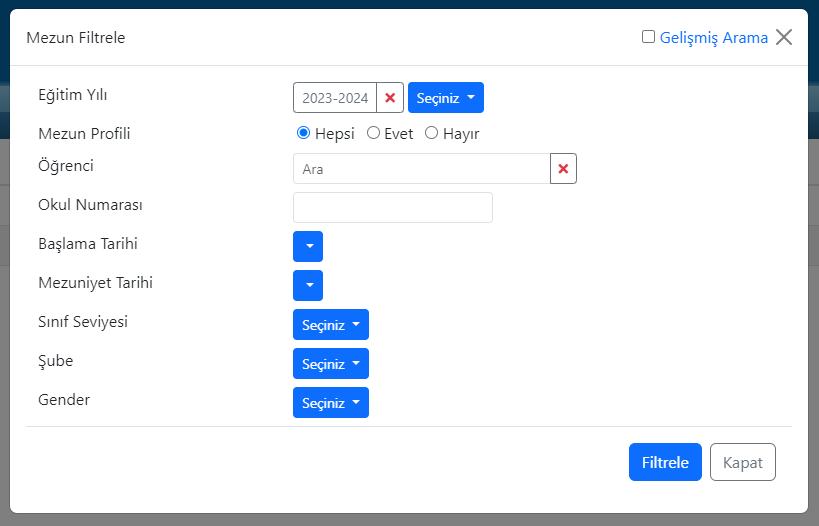 Mezun Filtrele Gelişmiş Arama
Eğitim Yılı 2023-2024 Seçiniz
Mezun Profili Hepsi Evet Hayır
Öğrenci Ara
Okul Numarası
Başlama Tarihi
Mezuniyet Tarihi
Sınıf Seviyesi Seçiniz
Şube Seçiniz
Gender Seçiniz
Filtrele Kapat